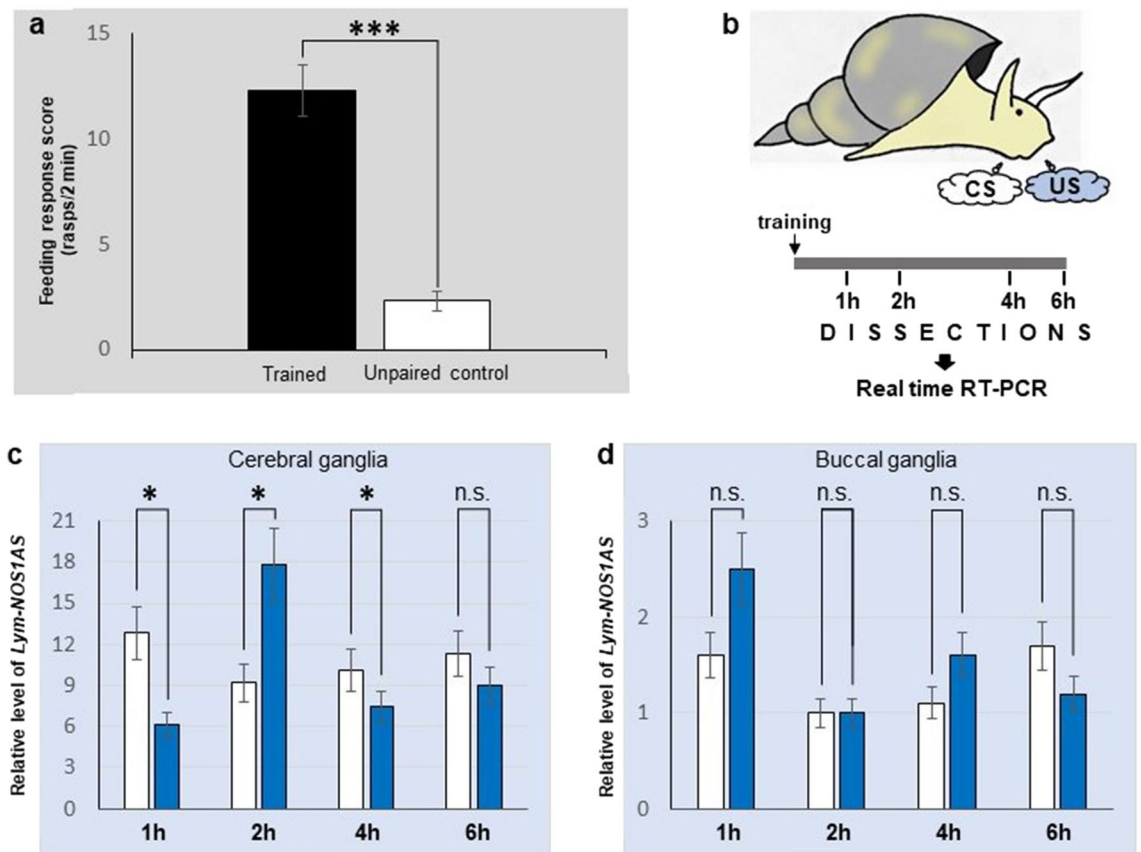 a
15
10
5
0
Feeding response score
(rasps/2 min)
***
Trained
Unpaired control
b
CS
US
training
1h
2h
4h
6h
DISSECTIONS
Real time RT-PCR
c
Cerebral ganglia
*
*
*
n.s.
21
18
15
12
9
6
3
0
Relative level of Lym-NOS1AS
1h
2h
4h
6h
d
Buccal ganglia
n.s.
n.s.
n.s.
n.s.
3
2
1
0
Relative level of Lym-NOS1AS
1h
2h
4h
6h